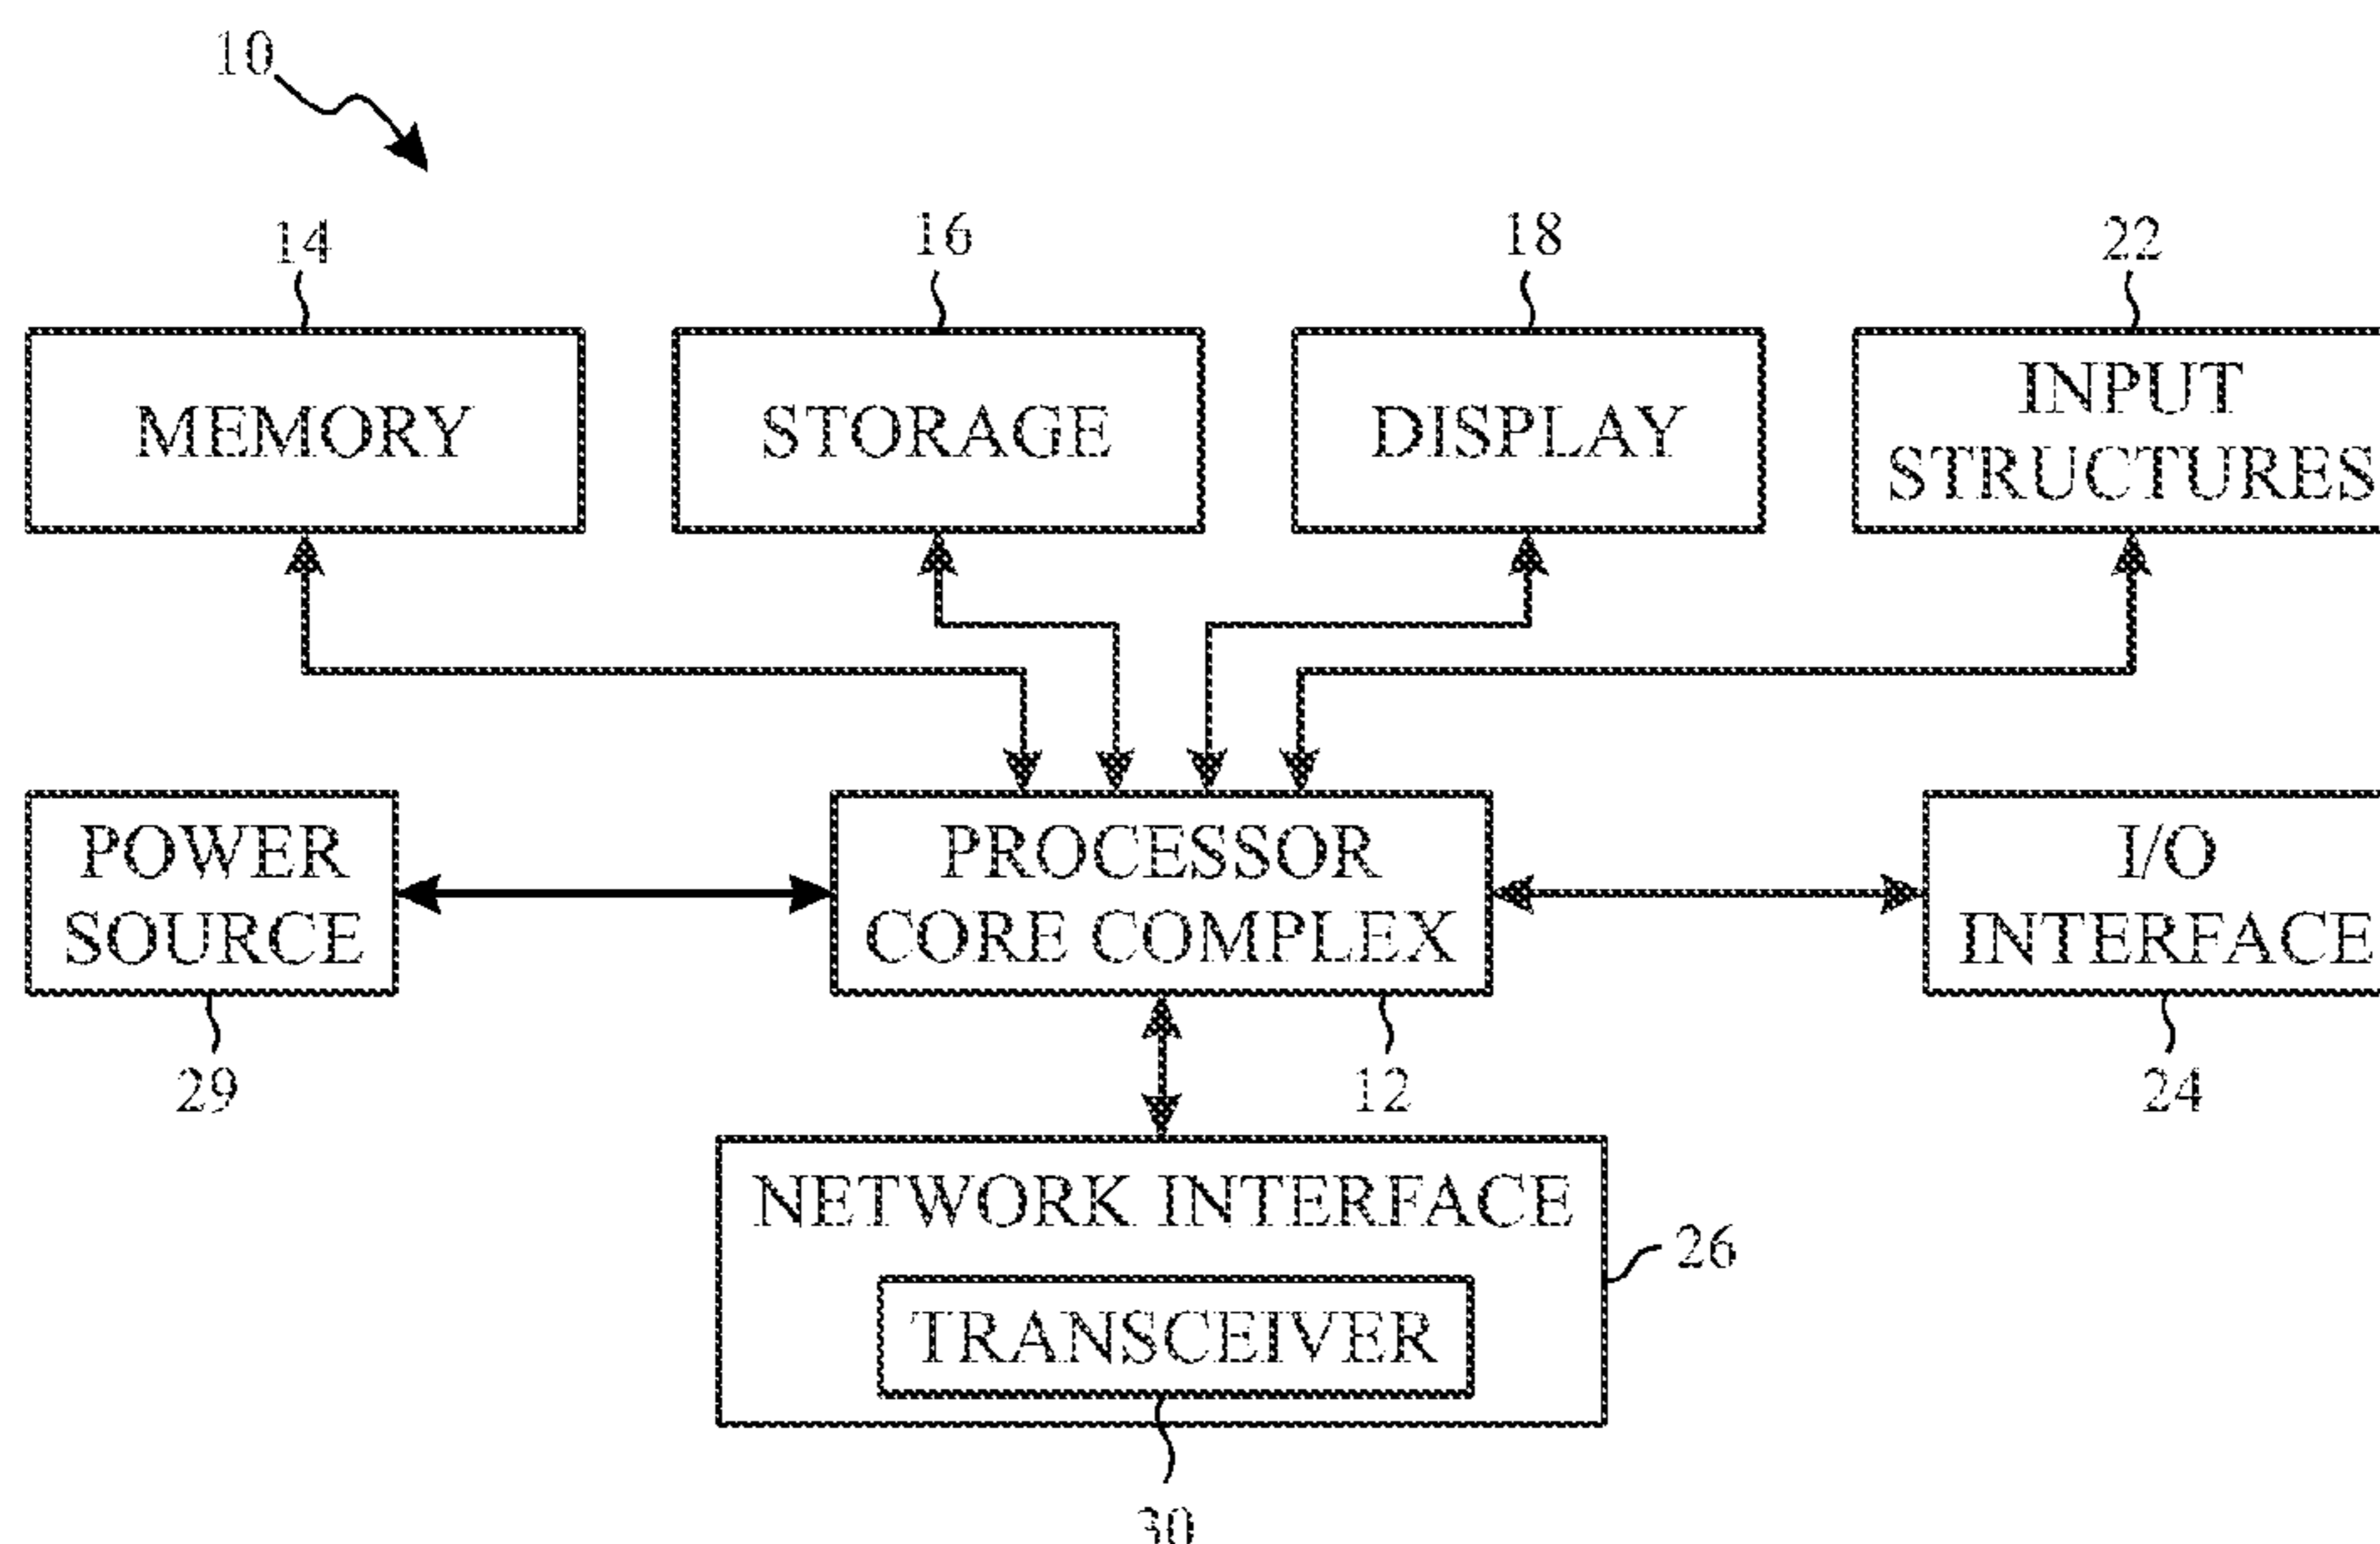 10
14
16
18
22
MEMORY
STORAGE
DISPLAY
INPUT
STRUCTURES
POWER
SOURCE
PROCESSOR
CORE COMPLEX
I/O
INTERFACE
29
12
24
NETWORK INTERFACE
26
TRANSCEIVER
30